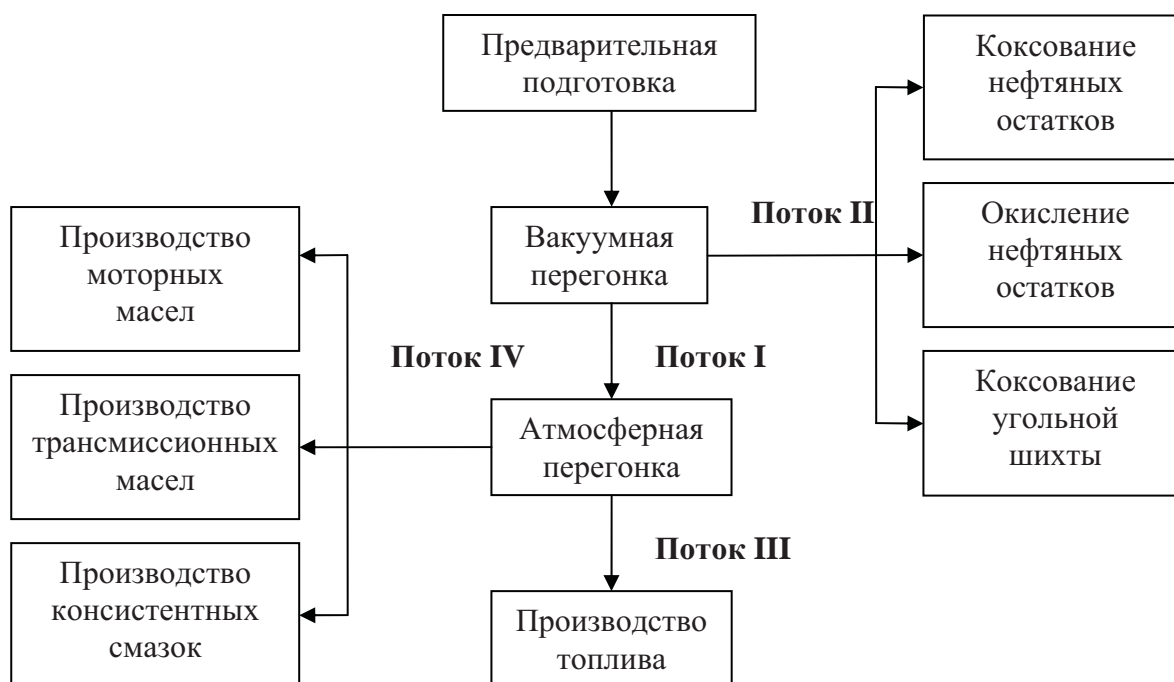 Предварительная
подготовка
Коксование
нефтяных
остатков
Производство
моторных
масел
Вакуумная
перегонка
Поток II
Окисление
нефтяных
остатков
Поток IV
Поток I
Производство
трансмиссионных
масел
Атмосферная
перегонка
Коксование
угольной
шихты
Поток III
Производство
консистентных
смазок
Производство
топлива